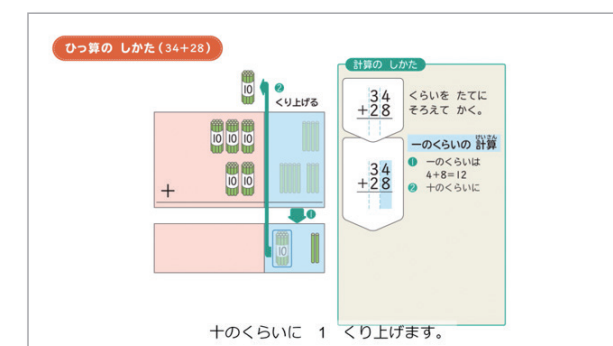 ひっ算の しかた(34+28)
10
❷
くり上げる
10 10 10
10 10
+
❶
10
計算の しかた
34
+28
くらいを たてに
そろえて かく。
一のくらいの 計算
けいさん
34
+28
❶ 一のくらいは
4+8=12
❷ 十のくらいに
十のくらいに 1 くり上げます。